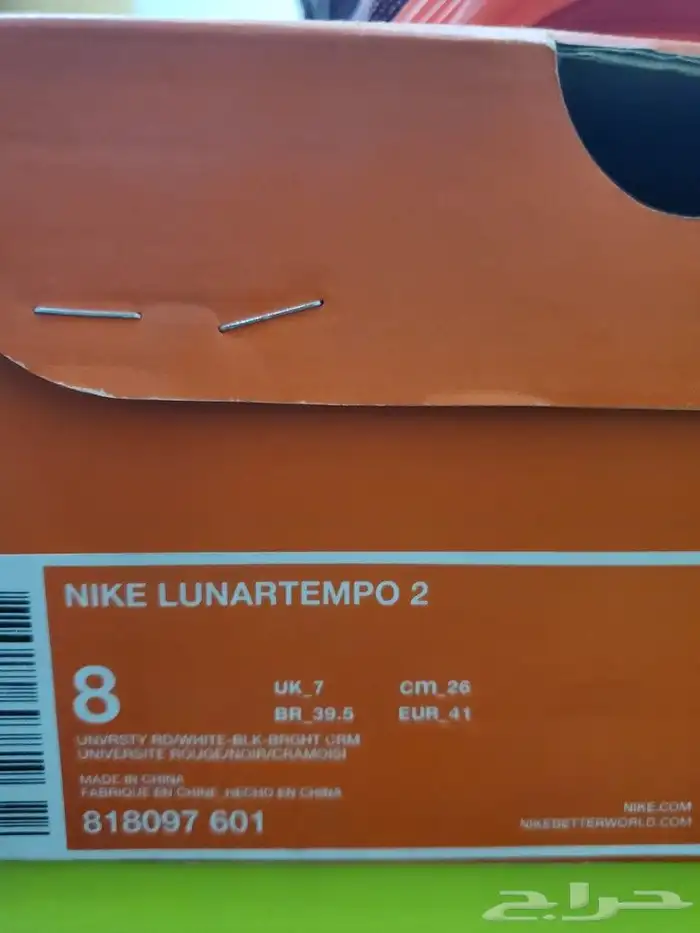 NIKE LUNARTEMPO 2
8
UK_7 cm_26
BR_39.5 EUR_41
UNVRSTY RD/WHITE-BLK-BRGHT CRM
UNIVERSITE ROUGE/NOIR/CRAMOISI
MADE IN CHINA
FABRIQUE EN CHINE HECHO EN CHINA
818097 601
NIKE.COM
NIKEBETTERWORLD.COM
حراج